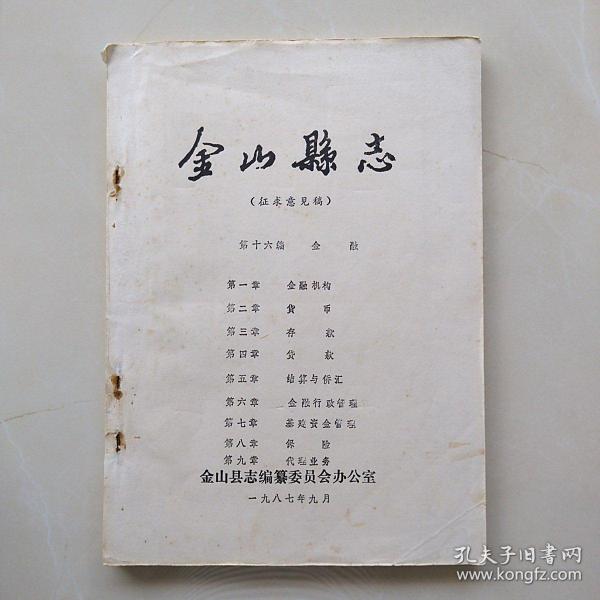 金山縣志
(征求意见稿)
第十六编 金融
第一章 金融机构
第二章 货币
第三章 存款
第四章 贷款
第五章 结算与侨汇
第六章 金融行政管理
第七章 基建资金管理
第八章 保险
第九章 代理业务
金山县志编纂委员会办公室
一九八七年九月
孔夫子旧书网
www.kongfz.com